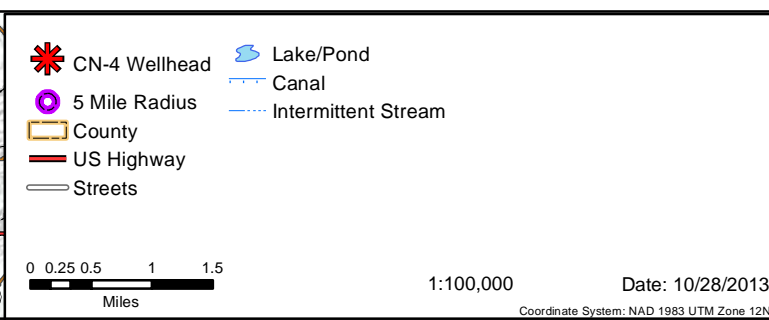 CN-4 Wellhead
5 Mile Radius
County
US Highway
Streets
Lake/Pond
Canal
Intermittent Stream
0 0.25 0.5 1 1.5
Miles
1:100,000
Date: 10/28/2013
Coordinate System: NAD 1983 UTM Zone 12N